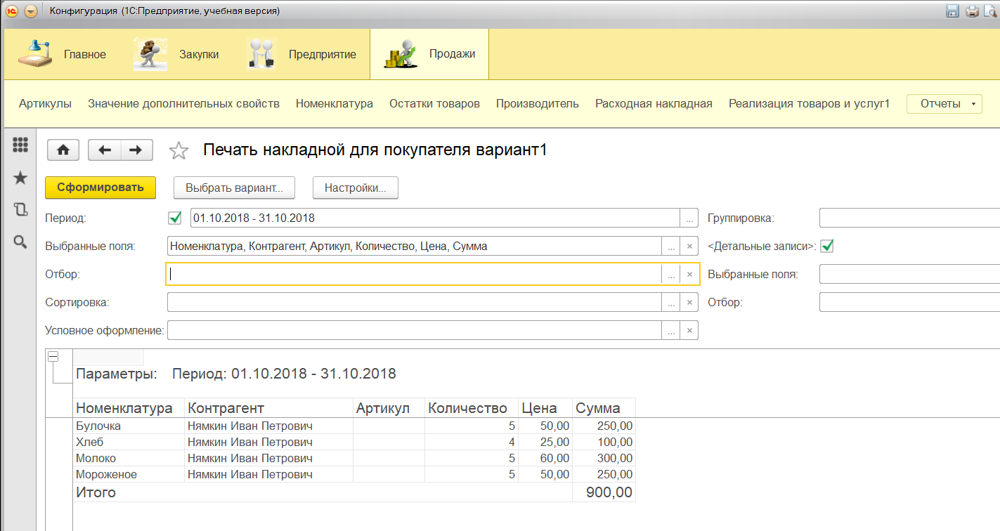 Конфигурация (1С:Предприятие, учебная версия)
Главное Закупки Предприятие Продажи
Артикулы Значение дополнительных свойств Номенклатура Остатки товаров Производитель Расходная накладная Реализация товаров и услуг1 Отчеты
Печать накладной для покупателя вариант1
Сформировать Выбрать вариант... Настройки...
Период: 01.10.2018 - 31.10.2018 ... Группировка:
Выбранные поля: Номенклатура, Контрагент, Артикул, Количество, Цена, Сумма ... × <Детальные записи>:
Отбор: ... × Выбранные поля:
Сортировка: ... × Отбор:
Условное оформление: ... ×
Параметры: Период: 01.10.2018 - 31.10.2018
Номенклатура Контрагент Артикул Количество Цена Сумма
Булочка Нямкин Иван Петрович 5 50,00 250,00
Хлеб Нямкин Иван Петрович 4 25,00 100,00
Молоко Нямкин Иван Петрович 5 60,00 300,00
Мороженое Нямкин Иван Петрович 5 50,00 250,00
Итого 900,00